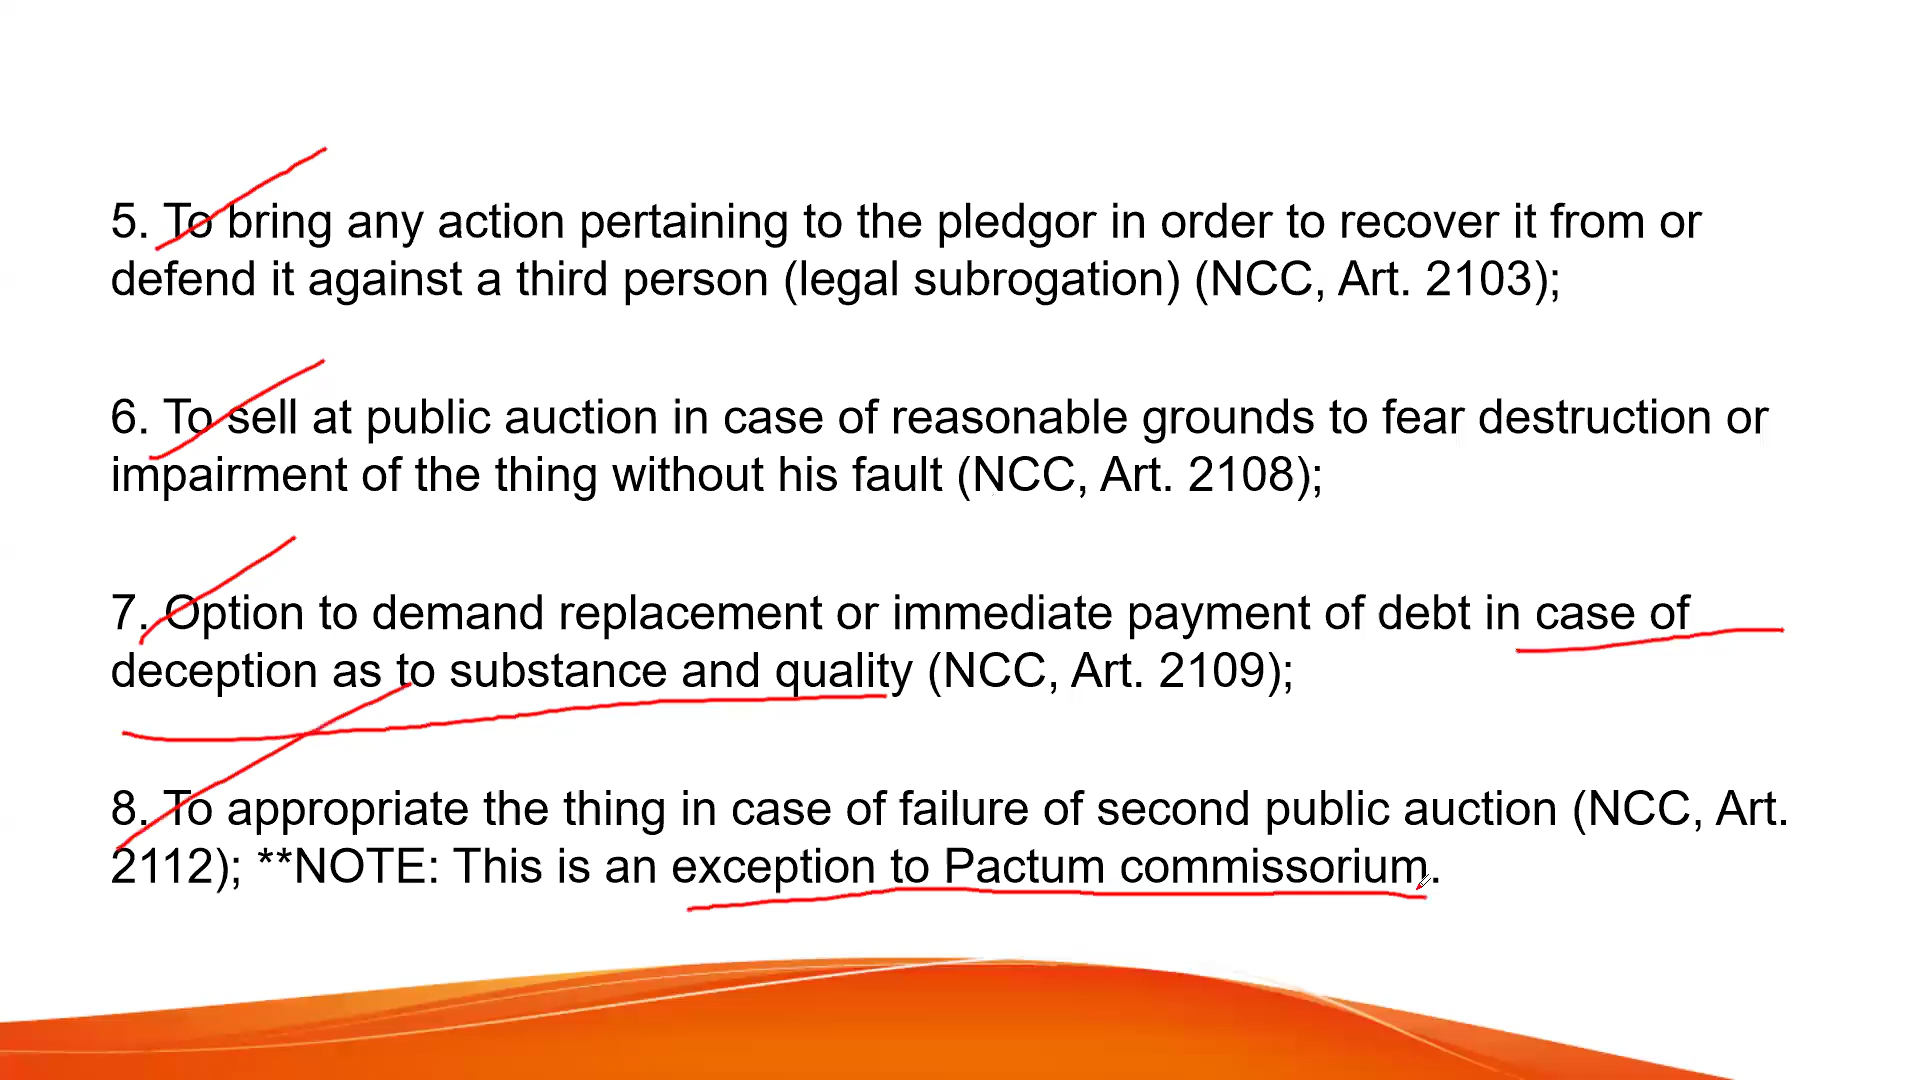 5. To bring any action pertaining to the pledgor in order to recover it from or
defend it against a third person (legal subrogation) (NCC, Art. 2103);
6. To sell at public auction in case of reasonable grounds to fear destruction or
impairment of the thing without his fault (NCC, Art. 2108);
7. Option to demand replacement or immediate payment of debt in case of
deception as to substance and quality (NCC, Art. 2109);
8. To appropriate the thing in case of failure of second public auction (NCC, Art.
2112); **NOTE: This is an exception to Pactum commissorium.